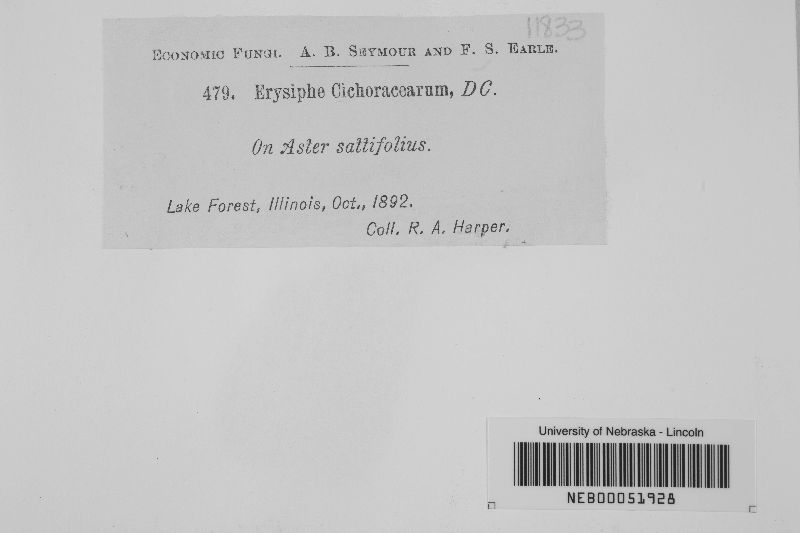 11833
Economic Fungi. A. B. Seymour and F. S. Earle.
479. Erysiphe Cichoracearum, DC.
On Aster sattifolius.
Lake Forest, Illinois, Oct., 1892.
Coll. R. A. Harper.
University of Nebraska - Lincoln
NEB00051928